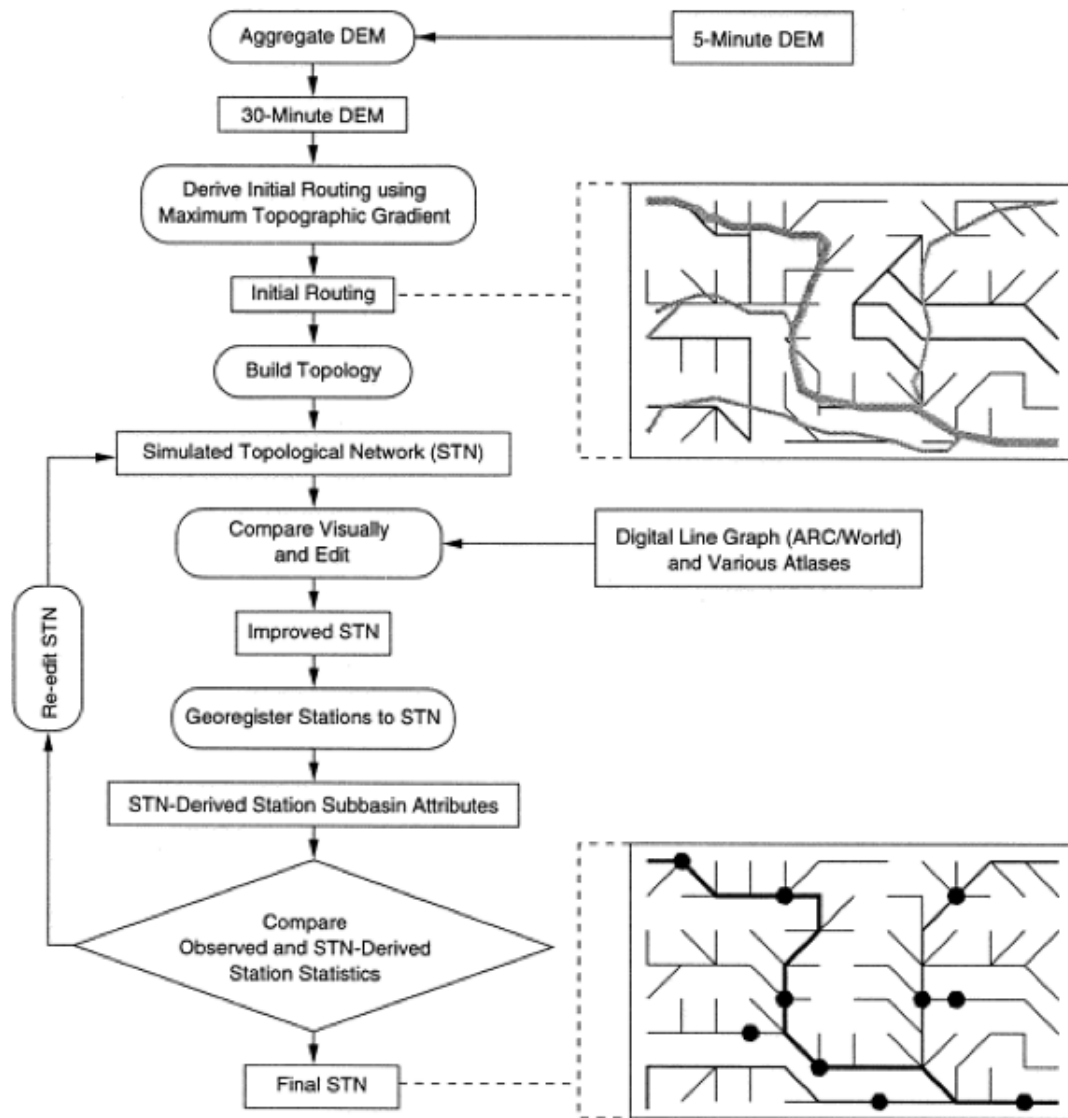 Aggregate DEM
5-Minute DEM
30-Minute DEM
Derive Initial Routing using
Maximum Topographic Gradient
Initial Routing
Build Topology
Simulated Topological Network (STN)
Compare Visually
and Edit
Digital Line Graph (ARC/World)
and Various Atlases
Improved STN
Re-edit STN
Georegister Stations to STN
STN-Derived Station Subbasin Attributes
Compare
Observed and STN-Derived
Station Statistics
Final STN